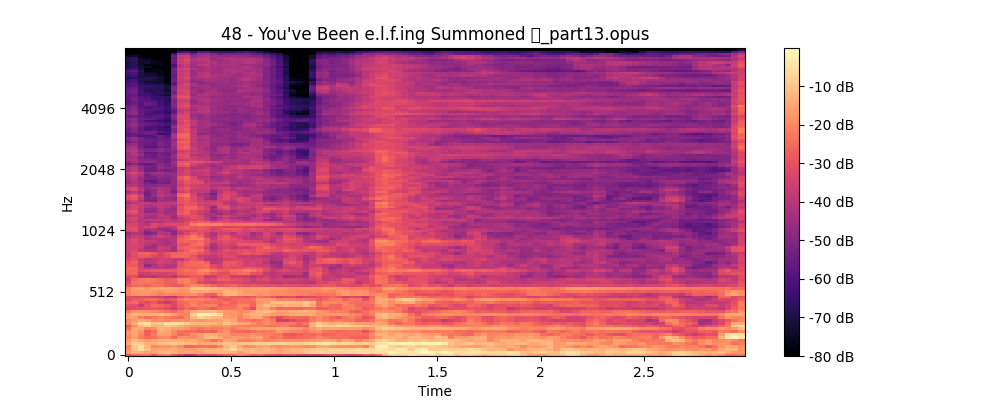 48 - You've Been e.l.f.ing Summoned _part13.opus
4096
2048
1024
512
0
Hz
0
0.5
1
1.5
2
2.5
Time
-10 dB
-20 dB
-30 dB
-40 dB
-50 dB
-60 dB
-70 dB
-80 dB